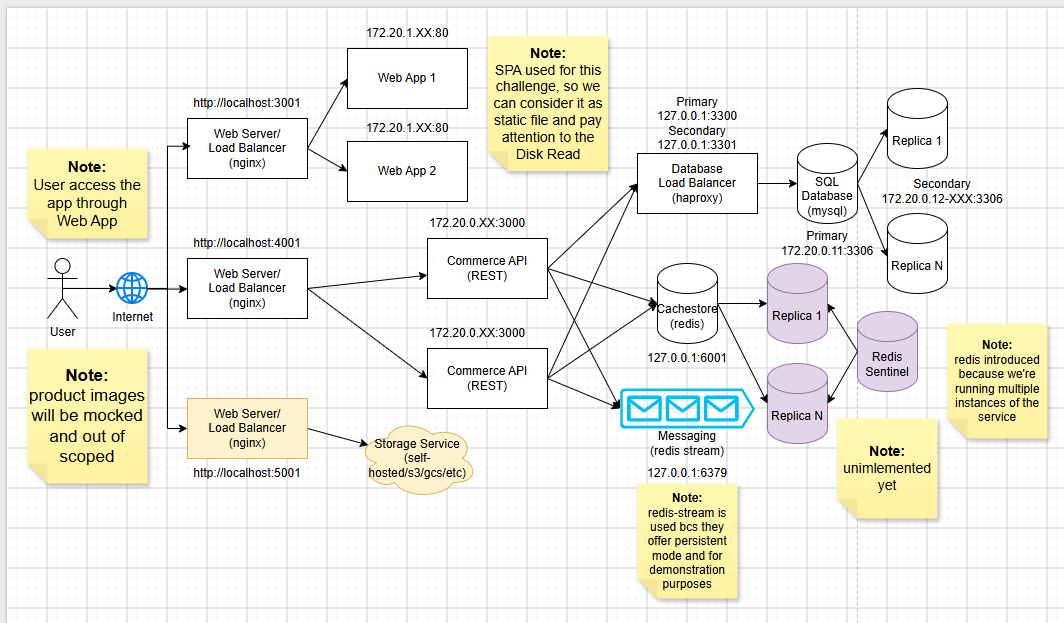 172.20.1.XX:80
Web App 1
Note:
SPA used for this
challenge, so we
can consider it as
static file and pay
attention to the
Disk Read
http://localhost:3001
Web Server/
Load Balancer
(nginx)
172.20.1.XX:80
Web App 2
Primary
127.0.0.1:3300
Secondary
127.0.0.1:3301
Database
Load Balancer
(haproxy)
SQL
Database
(mysql)
Replica 1
Secondary
172.20.0.12-XXX:3306
Primary
172.20.0.11:3306
Replica N
Note:
User access the
app through
Web App
User
Internet
http://localhost:4001
Web Server/
Load Balancer
(nginx)
172.20.0.XX:3000
Commerce API
(REST)
172.20.0.XX:3000
Commerce API
(REST)
Cachestore
(redis)
127.0.0.1:6001
Replica 1
Replica N
Redis
Sentinel
Note:
redis introduced
because we're
running multiple
instances of the
service
Note:
product images
will be mocked
and out of
scoped
Web Server/
Load Balancer
(nginx)
http://localhost:5001
Storage Service
(self-
hosted/s3/gcs/etc)
Messaging
(redis stream)
127.0.0.1:6379
Note:
unimlemented
yet
Note:
redis-stream is
used bcs they
offer persistent
mode and for
demonstration
purposes